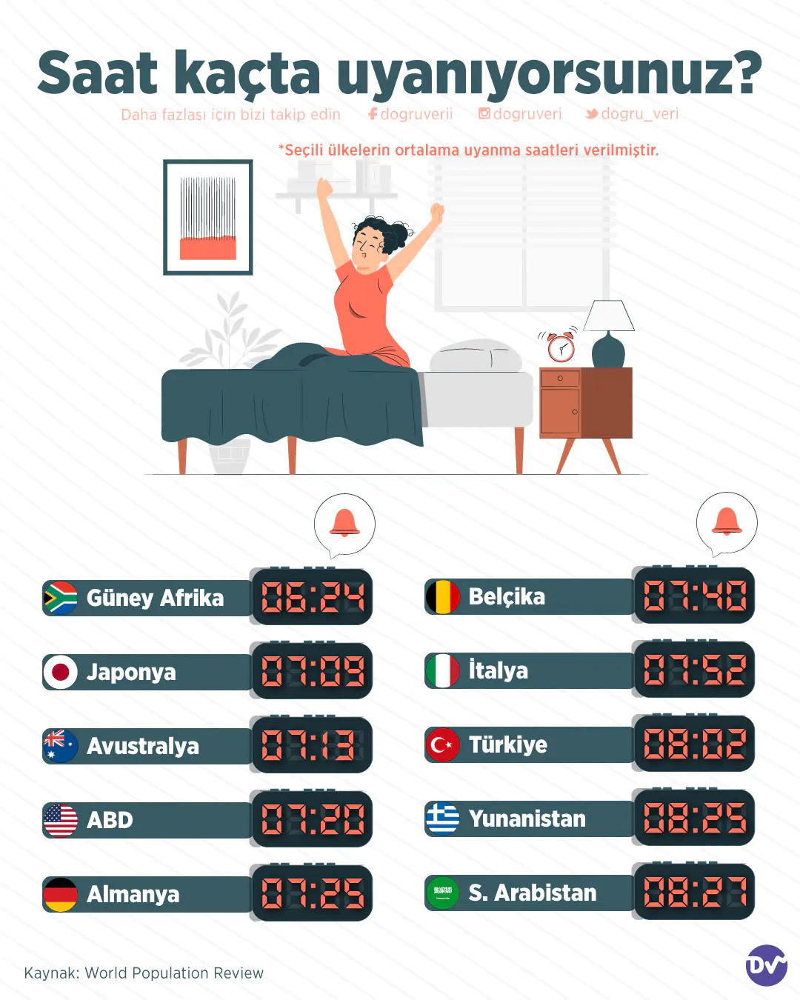 Saat kaçta uyanıyorsunuz?
Daha fazlası için bizi takip edin dogruverii dogruveri dogru_veri
*Seçili ülkelerin ortalama uyanma saatleri verilmiştir.
Güney Afrika 06:24
Japonya 07:09
Avustralya 07:13
ABD 07:20
Almanya 07:25
Belçika 07:40
İtalya 07:52
Türkiye 08:02
Yunanistan 08:25
S. Arabistan 08:27
Kaynak: World Population Review
DV